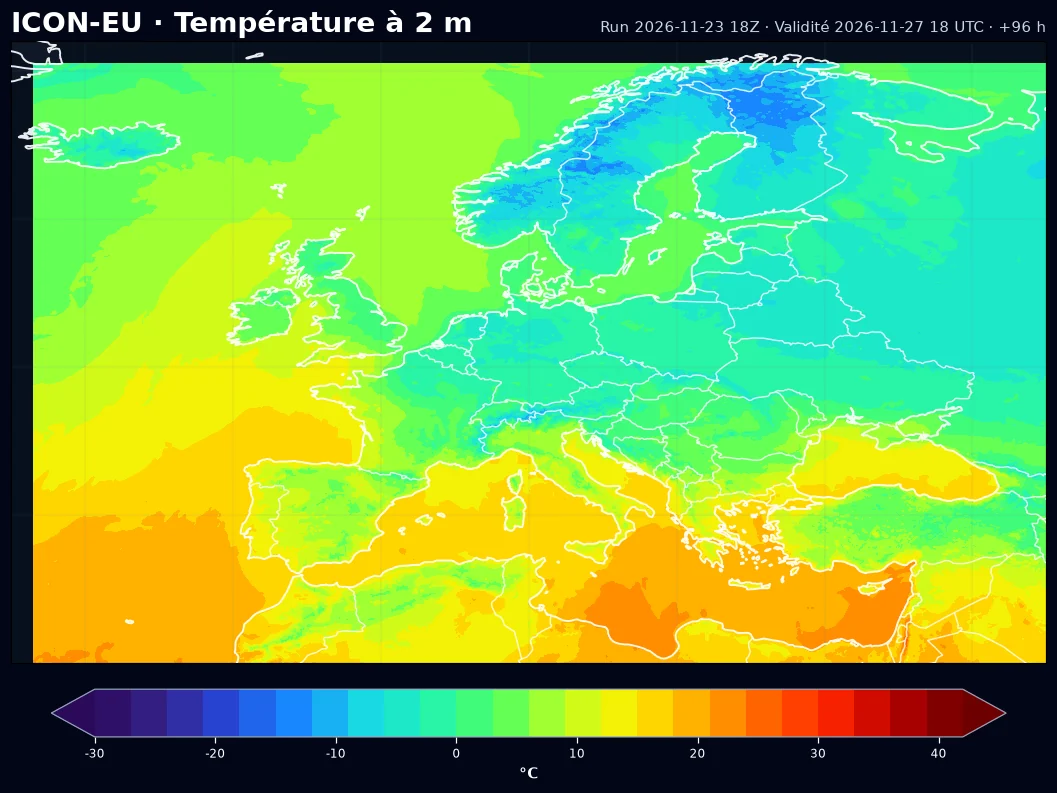 ICON-EU · Température à 2 m
Run 2026-11-23 18Z · Validité 2026-11-27 18 UTC · +96 h
-30 -20 -10 0 10 20 30 40
°C